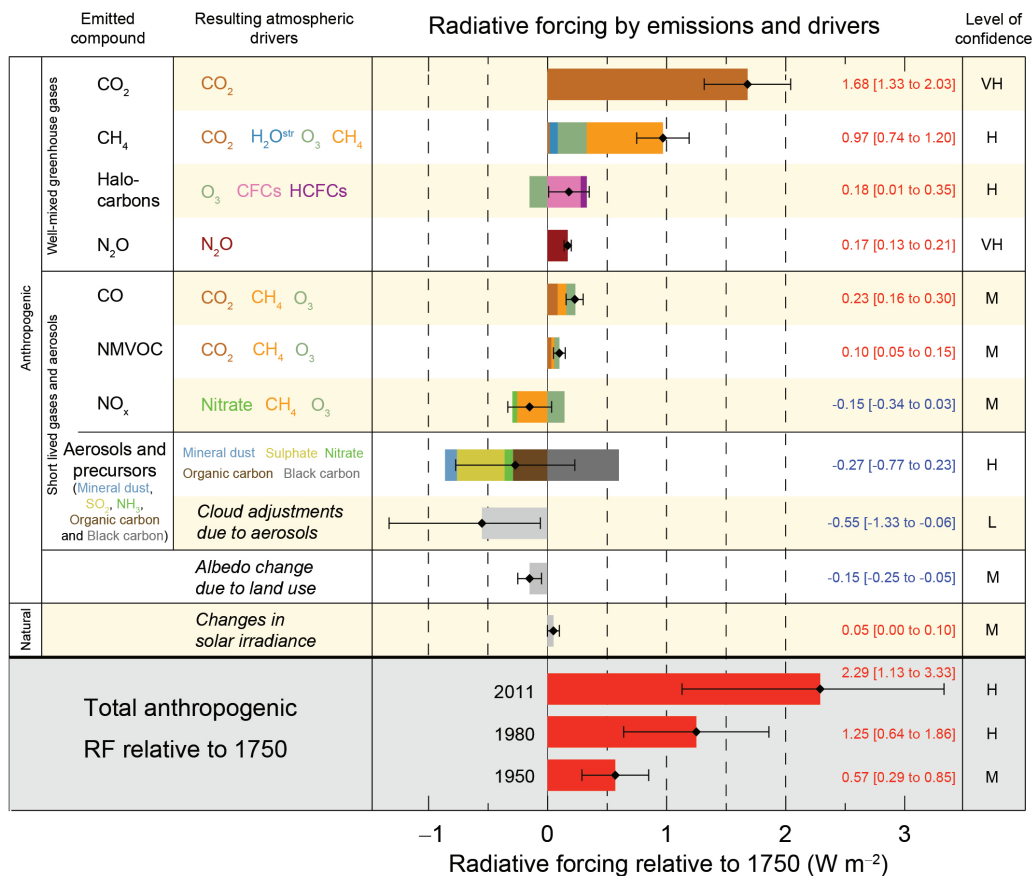 Emitted compound
Resulting atmospheric drivers
Radiative forcing by emissions and drivers
Level of confidence
Anthropogenic
Well-mixed greenhouse gases
CO₂
CO₂
1.68 [1.33 to 2.03]
VH
CH₄
CO₂ H₂Oˢᵗʳ O₃ CH₄
0.97 [0.74 to 1.20]
H
Halo-
carbons
O₃ CFCs HCFCs
0.18 [0.01 to 0.35]
H
N₂O
N₂O
0.17 [0.13 to 0.21]
VH
Short lived gases and aerosols
CO
CO₂ CH₄ O₃
0.23 [0.16 to 0.30]
M
NMVOC
CO₂ CH₄ O₃
0.10 [0.05 to 0.15]
M
NOₓ
Nitrate CH₄ O₃
-0.15 [-0.34 to 0.03]
M
Aerosols and
precursors
(Mineral dust,
SO₂, NH₃,
Organic carbon
and Black carbon)
Mineral dust Sulphate Nitrate
Organic carbon Black carbon
-0.27 [-0.77 to 0.23]
H
Cloud adjustments
due to aerosols
-0.55 [-1.33 to -0.06]
L
Albedo change
due to land use
-0.15 [-0.25 to -0.05]
M
Natural
Changes in
solar irradiance
0.05 [0.00 to 0.10]
M
Total anthropogenic
RF relative to 1750
2011
2.29 [1.13 to 3.33]
H
1980
1.25 [0.64 to 1.86]
H
1950
0.57 [0.29 to 0.85]
M
−1 0 1 2 3
Radiative forcing relative to 1750 (W m⁻²)